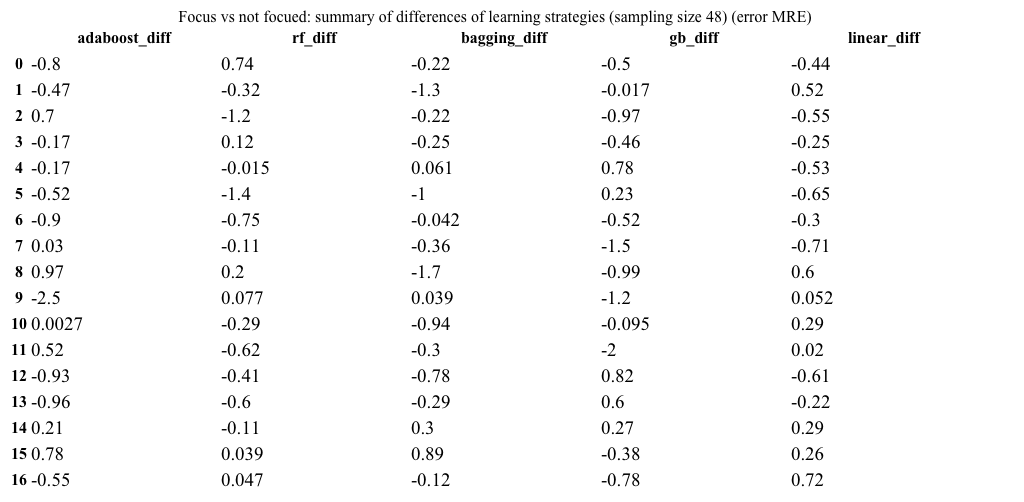 Focus vs not focued: summary of differences of learning strategies (sampling size 48) (error MRE)
adaboost_diff rf_diff bagging_diff gb_diff linear_diff
0 -0.8 0.74 -0.22 -0.5 -0.44
1 -0.47 -0.32 -1.3 -0.017 0.52
2 0.7 -1.2 -0.22 -0.97 -0.55
3 -0.17 0.12 -0.25 -0.46 -0.25
4 -0.17 -0.015 0.061 0.78 -0.53
5 -0.52 -1.4 -1 0.23 -0.65
6 -0.9 -0.75 -0.042 -0.52 -0.3
7 0.03 -0.11 -0.36 -1.5 -0.71
8 0.97 0.2 -1.7 -0.99 0.6
9 -2.5 0.077 0.039 -1.2 0.052
10 0.0027 -0.29 -0.94 -0.095 0.29
11 0.52 -0.62 -0.3 -2 0.02
12 -0.93 -0.41 -0.78 0.82 -0.61
13 -0.96 -0.6 -0.29 0.6 -0.22
14 0.21 -0.11 0.3 0.27 0.29
15 0.78 0.039 0.89 -0.38 0.26
16 -0.55 0.047 -0.12 -0.78 0.72